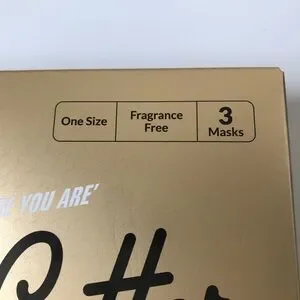 One Size
Fragrance
Free
3
Masks
YOU ARE'